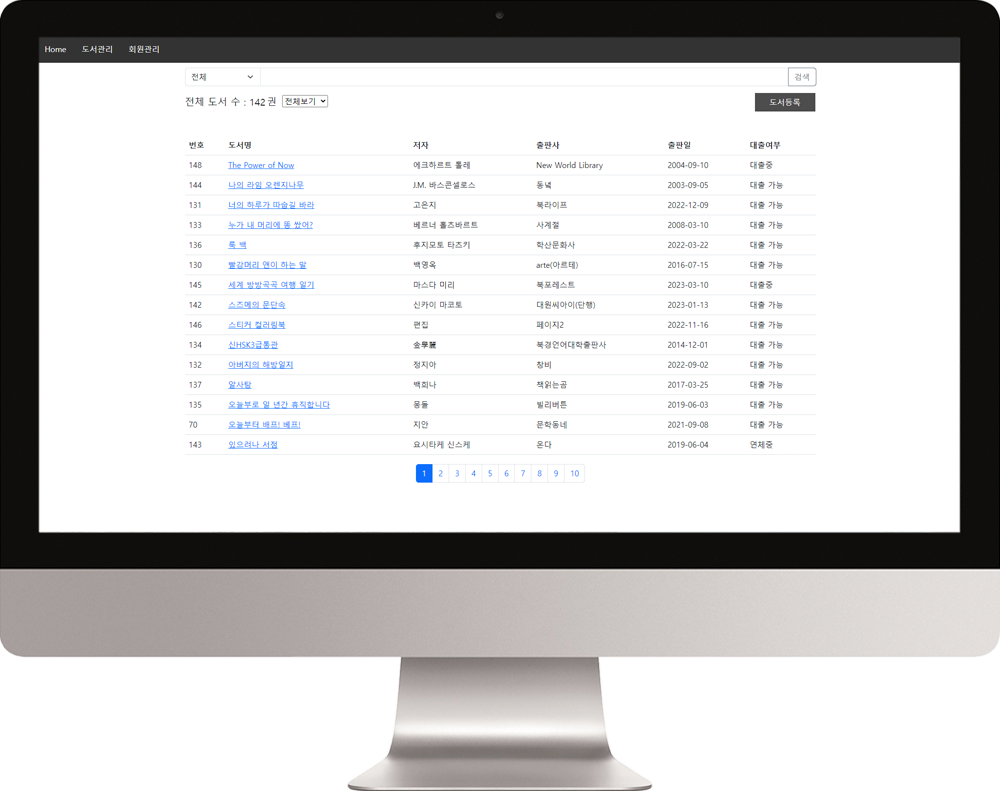 Home 도서관리 회원관리
전체 검색
전체 도서 수 : 142 권 전체보기 도서등록
번호 도서명 저자 출판사 출판일 대출여부
148 The Power of Now 에크하르트 톨레 New World Library 2004-09-10 대출중
144 나의 라임 오렌지나무 J.M. 바스콘셀로스 동녘 2003-09-05 대출 가능
131 너의 하루가 따숩길 바라 고은지 북라이프 2022-12-09 대출 가능
133 누가 내 머리에 똥 쌌어? 베르너 홀츠바르트 사계절 2008-03-10 대출 가능
136 룩 백 후지모토 타츠키 학산문화사 2022-03-22 대출 가능
130 빨강머리 앤이 하는 말 백영옥 arte(아르테) 2016-07-15 대출 가능
145 세계 방방곡곡 여행 일기 마스다 미리 북포레스트 2023-03-10 대출중
142 스즈메의 문단속 신카이 마코토 대원씨아이(단행) 2023-01-13 대출 가능
146 스티커 컬러링북 편집 페이지2 2022-11-16 대출 가능
134 신HSK3급통관 金學麗 북경언어대학출판사 2014-12-01 대출 가능
132 아버지의 해방일지 정지아 창비 2022-09-02 대출 가능
137 알사탕 백희나 책읽는곰 2017-03-25 대출 가능
135 오늘부로 일 년간 휴직합니다 몽돌 빌리버튼 2019-06-03 대출 가능
70 오늘부터 배프! 베프! 지안 문학동네 2021-09-08 대출 가능
143 있으려나 서점 요시타케 신스케 온다 2019-06-04 연체중
1 2 3 4 5 6 7 8 9 10